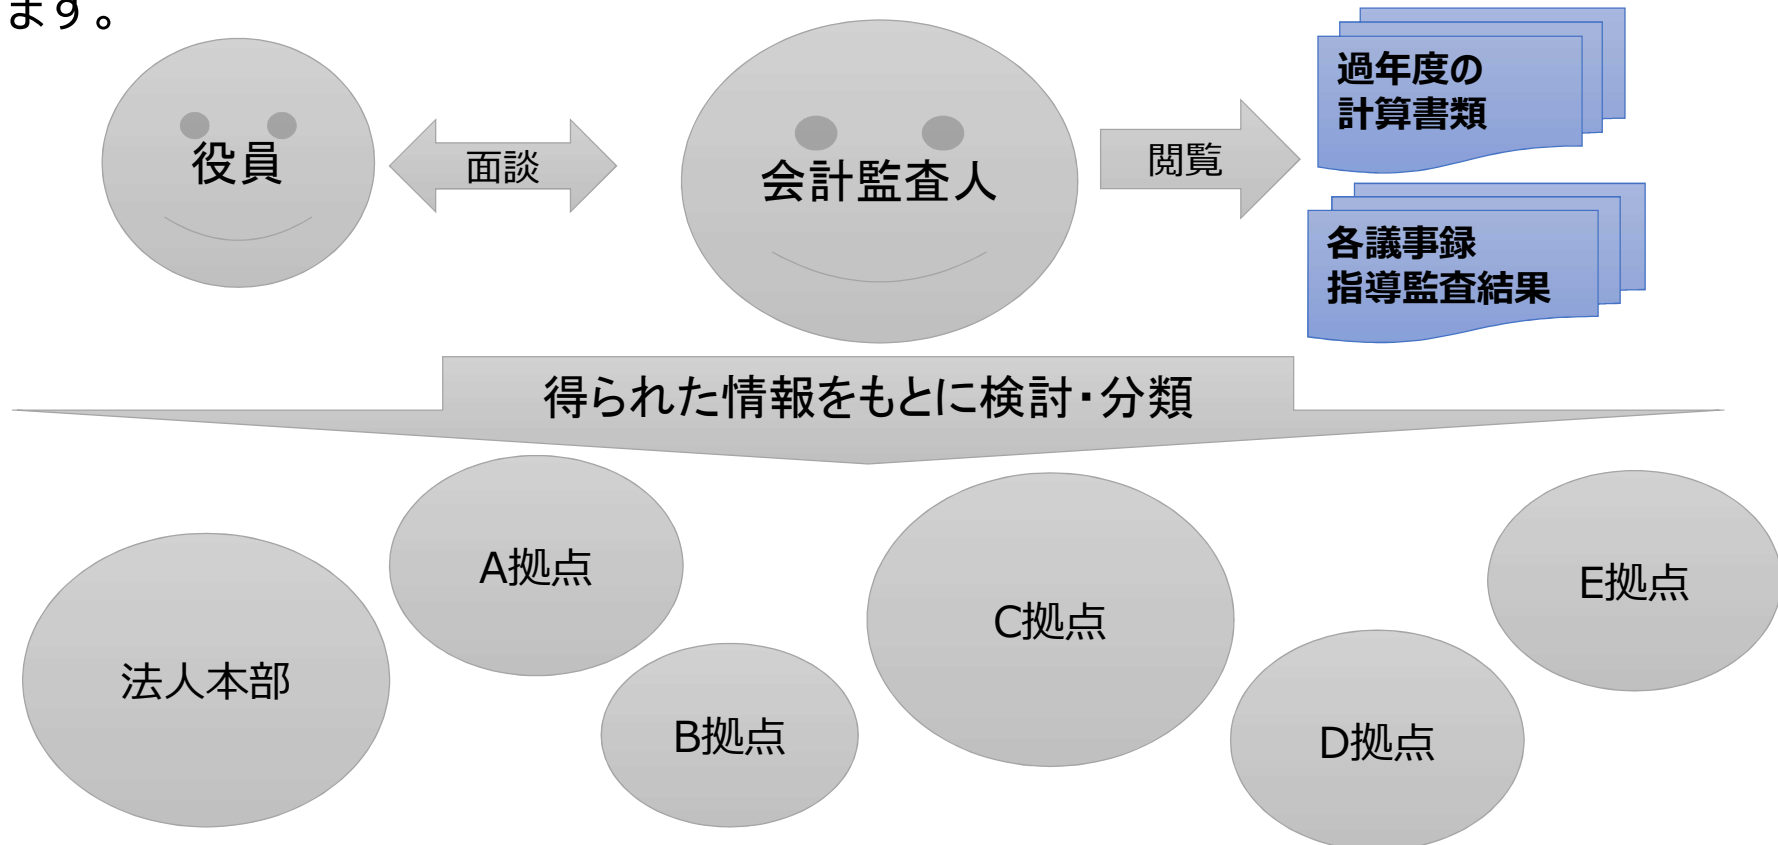 ます。
役員
面談
会計監査人
閲覧
過年度の
計算書類
各議事録
指導監査結果
得られた情報をもとに検討・分類
A拠点
E拠点
C拠点
法人本部
B拠点
D拠点